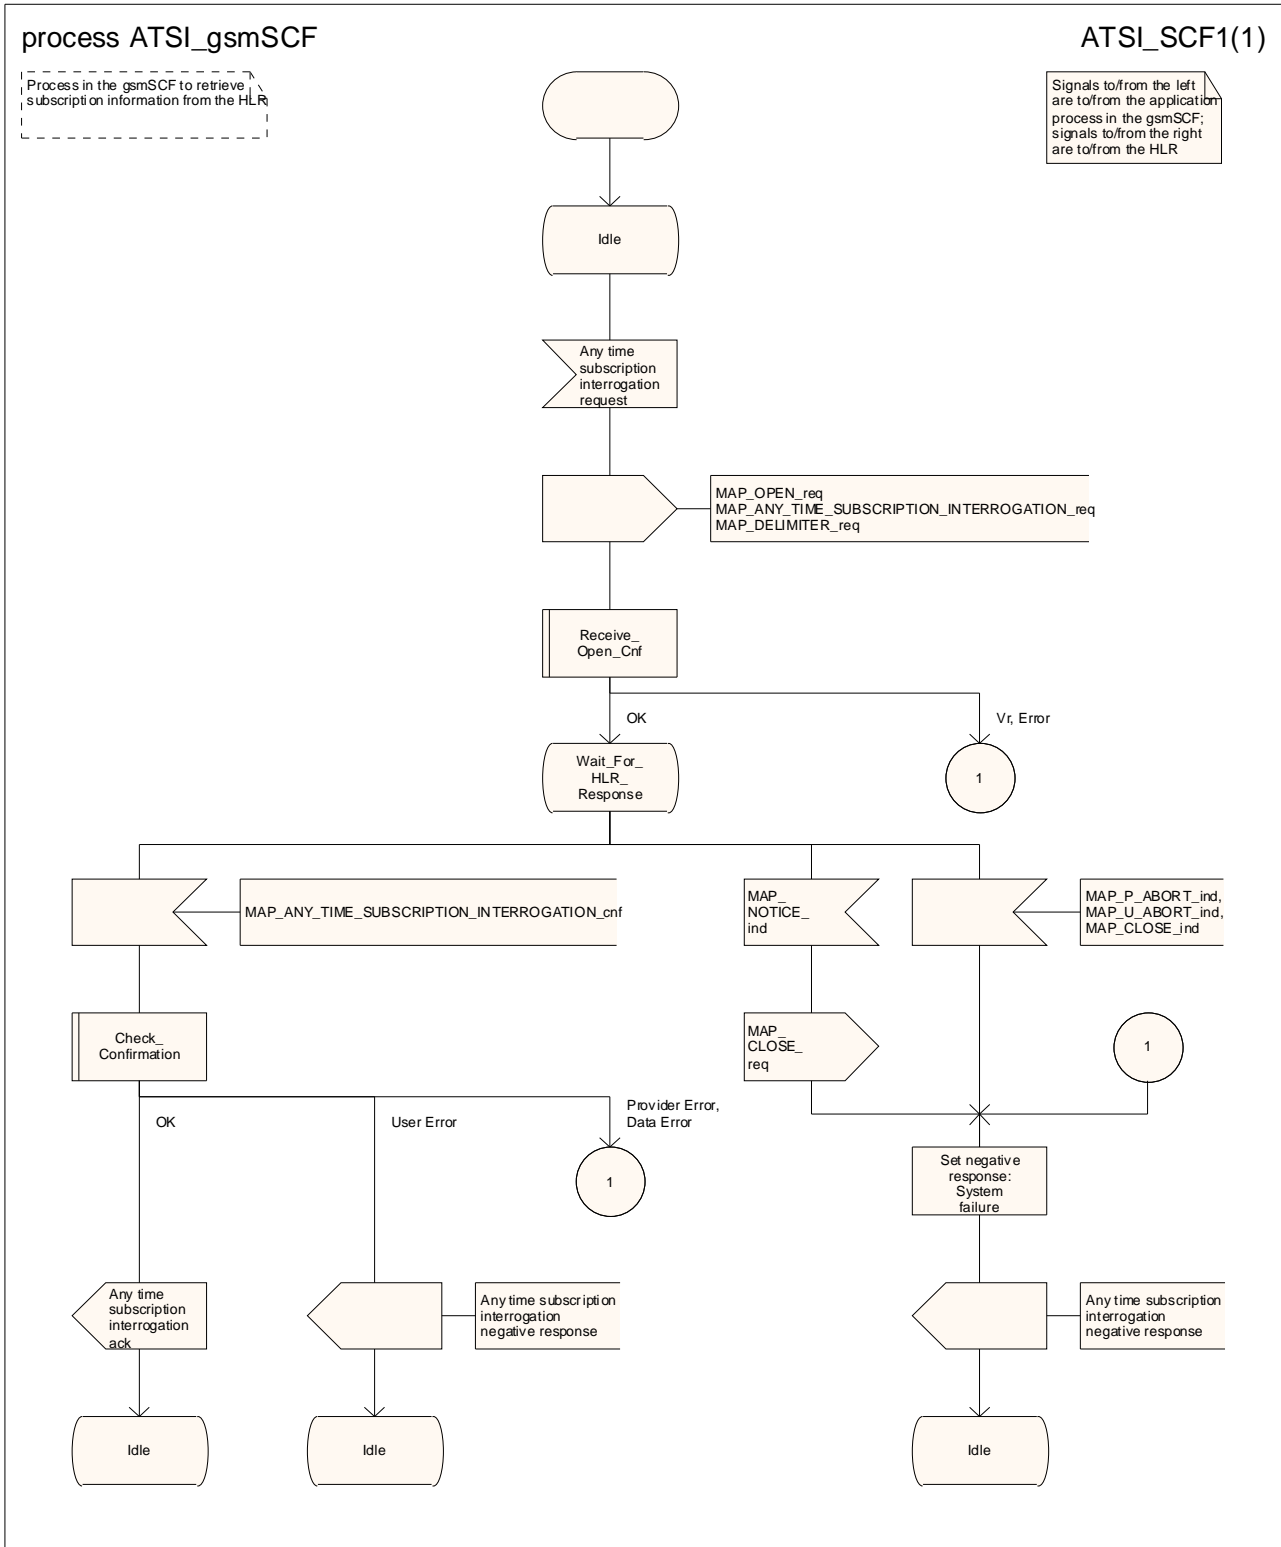 process ATSI_gsmSCF
ATSI_SCF1(1)
Process in the gsmSCF to retrieve
subscription information from the HLR
Signals to/from the left
are to/from the application
process in the gsmSCF;
signals to/from the right
are to/from the HLR
Idle
Any time
subscription
interrogation
request
MAP_OPEN_req
MAP_ANY_TIME_SUBSCRIPTION_INTERROGATION_req
MAP_DELIMITER_req
Receive_
Open_Cnf
OK
Vr, Error
Wait_For_
HLR_
Response
1
MAP_ANY_TIME_SUBSCRIPTION_INTERROGATION_cnf
MAP_
NOTICE_
ind
MAP_P_ABORT_ind,
MAP_U_ABORT_ind,
MAP_CLOSE_ind
Check_
Confirmation
MAP_
CLOSE_
req
1
OK
User Error
Provider Error,
Data Error
1
Set negative
response:
System
failure
Any time
subscription
interrogation
ack
Any time subscription
interrogation
negative response
Any time subscription
interrogation
negative response
Idle
Idle
Idle